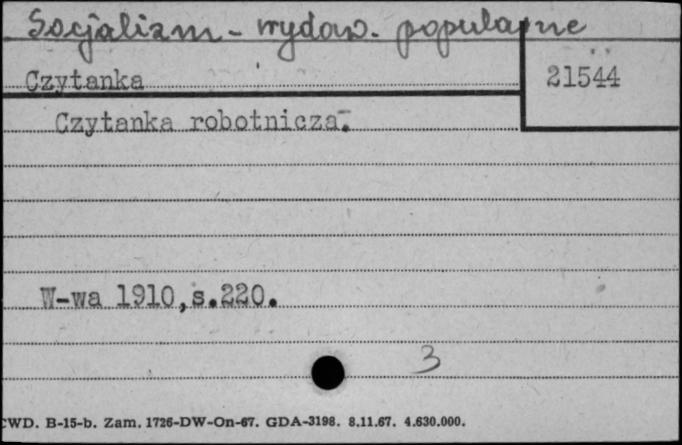 Socjalizm - wydaw. popularne
Czytanka
21544
Czytanka robotnicza.
W-wa 1910,s.220.
3
CWD. B-15-b. Zam. 1726-DW-On-67. GDA-3198. 8.11.67. 4.630.000.